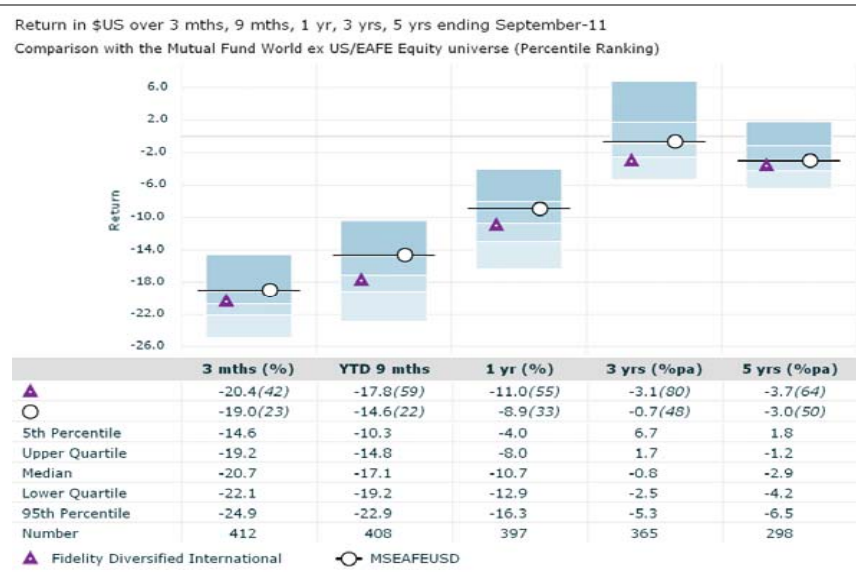 Return in $US over 3 mths, 9 mths, 1 yr, 3 yrs, 5 yrs ending September-11
Comparison with the Mutual Fund World ex US/EAFE Equity universe (Percentile Ranking)
6.0
2.0
-2.0
-6.0
-10.0
-14.0
-18.0
-22.0
-26.0
Return
3 mths (%) YTD 9 mths 1 yr (%) 3 yrs (%pa) 5 yrs (%pa)
-20.4(42) -17.8(59) -11.0(55) -3.1(80) -3.7(64)
-19.0(23) -14.6(22) -8.9(33) -0.7(48) -3.0(50)
5th Percentile -14.6 -10.3 -4.0 6.7 1.8
Upper Quartile -19.2 -14.8 -8.0 1.7 -1.2
Median -20.7 -17.1 -10.7 -0.8 -2.9
Lower Quartile -22.1 -19.2 -12.9 -2.5 -4.2
95th Percentile -24.9 -22.9 -16.3 -5.3 -6.5
Number 412 408 397 365 298
Fidelity Diversified International MSEAFEUSD